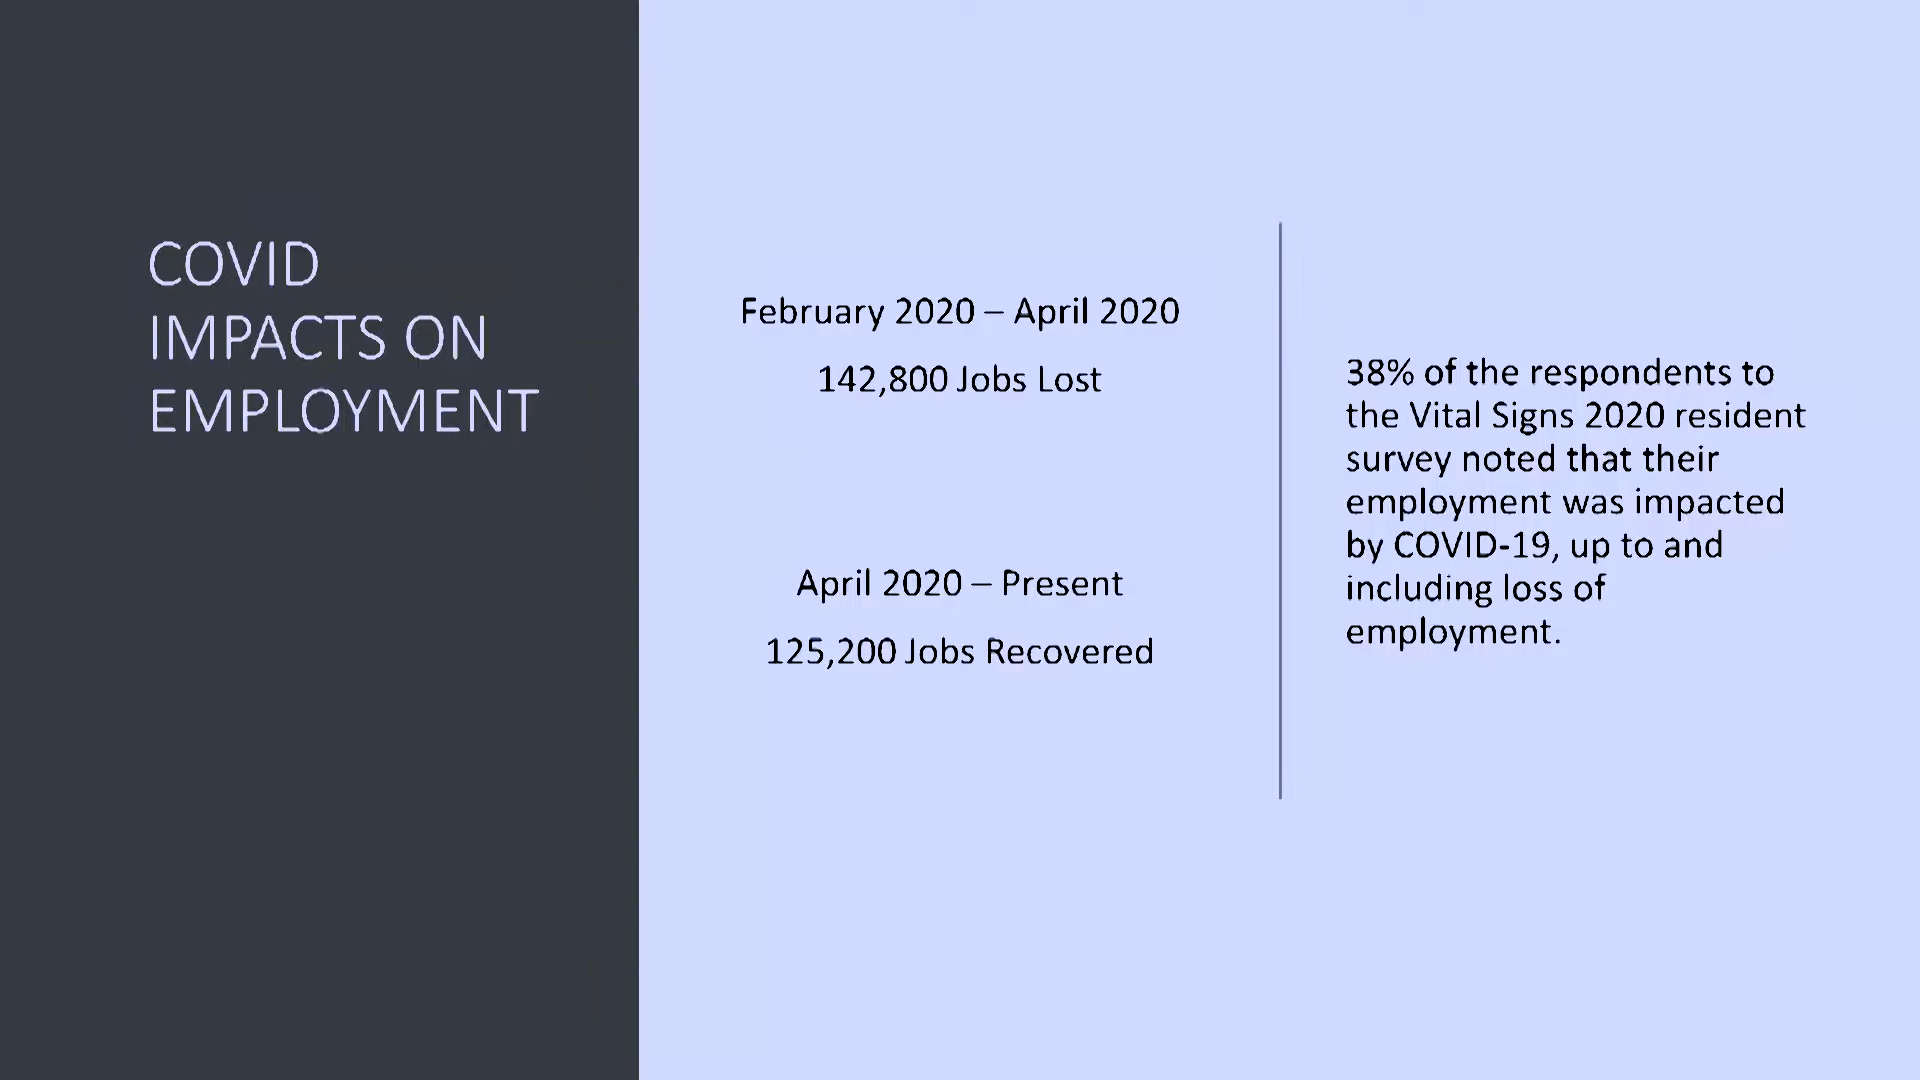 COVID
IMPACTS ON
EMPLOYMENT
February 2020 – April 2020
142,800 Jobs Lost
April 2020 – Present
125,200 Jobs Recovered
38% of the respondents to
the Vital Signs 2020 resident
survey noted that their
employment was impacted
by COVID-19, up to and
including loss of
employment.